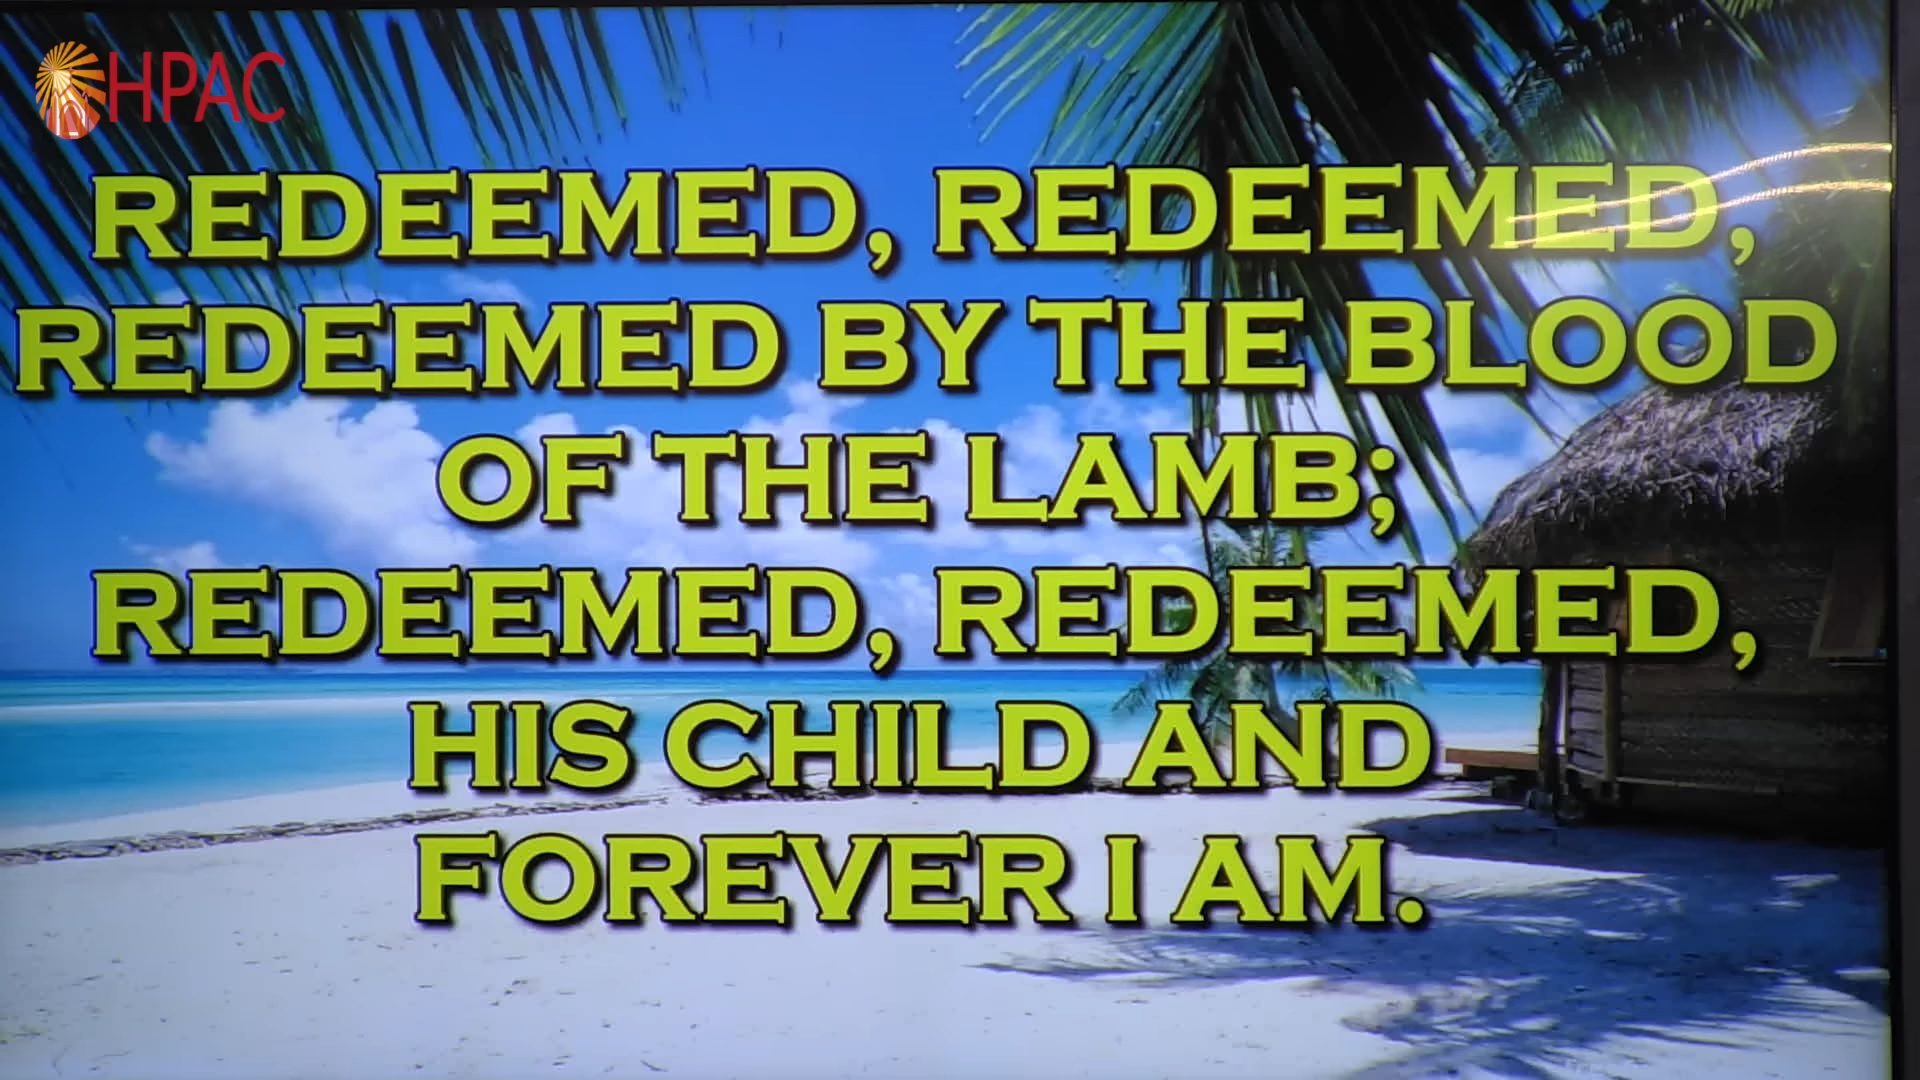 HPAC
REDEEMED, REDEEMED,
REDEEMED BY THE BLOOD
OF THE LAMB;
REDEEMED, REDEEMED,
HIS CHILD AND
FOREVER I AM.